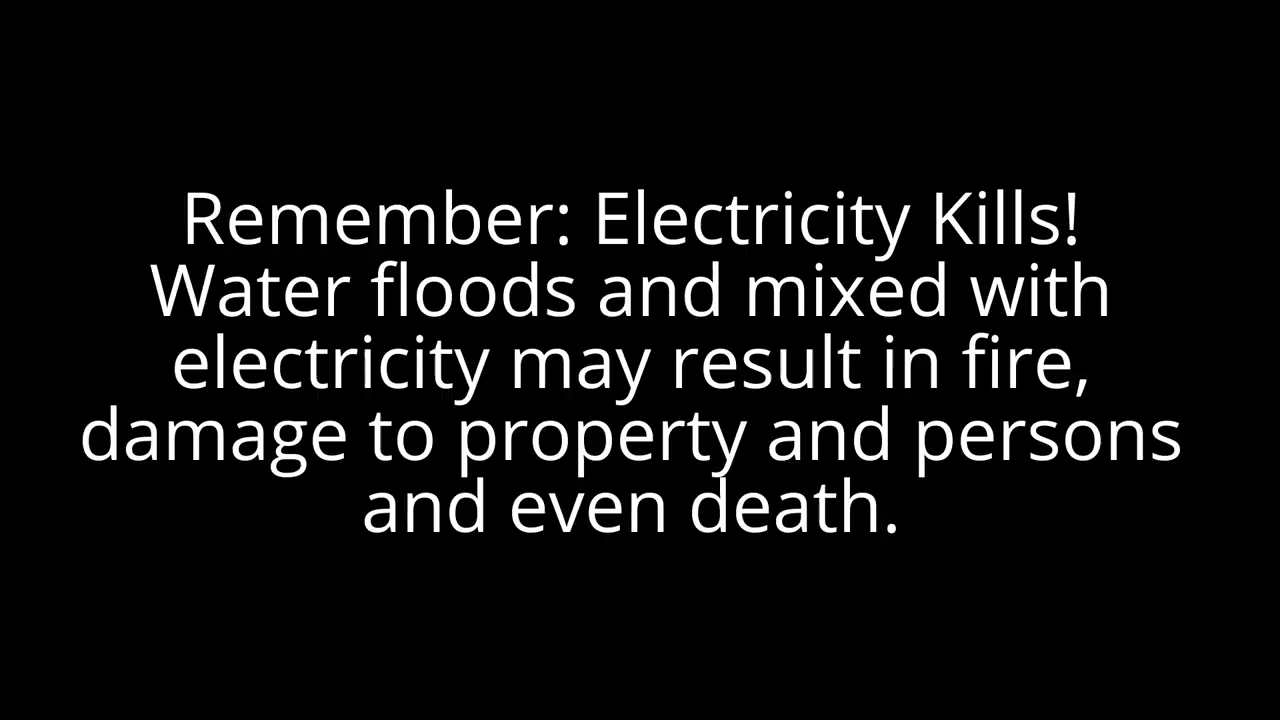 Remember: Electricity Kills!
Water floods and mixed with
electricity may result in fire,
damage to property and persons
and even death.